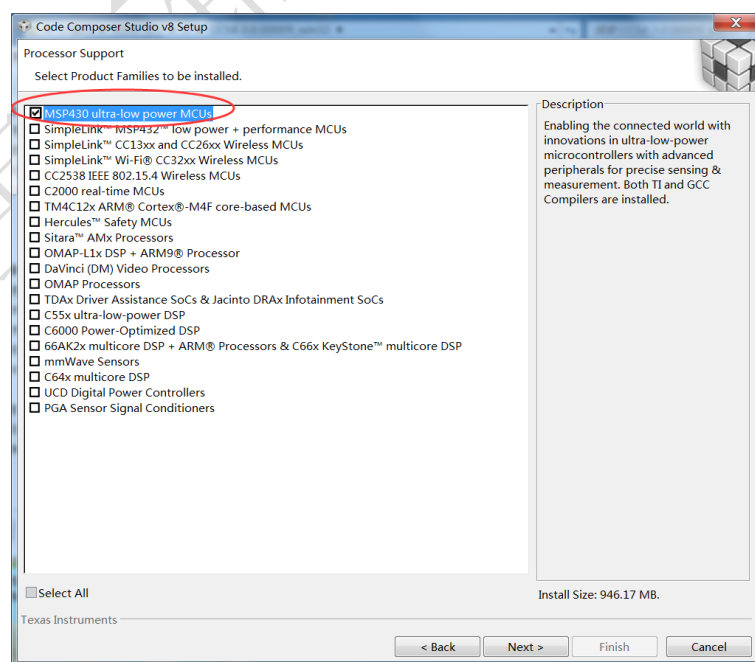 Code Composer Studio v8 Setup
Processor Support
Select Product Families to be installed.
MSP430 ultra-low power MCUs
SimpleLink™ MSP432™ low power + performance MCUs
SimpleLink™ CC13xx and CC26xx Wireless MCUs
SimpleLink™ Wi-Fi® CC32xx Wireless MCUs
CC2538 IEEE 802.15.4 Wireless MCUs
C2000 real-time MCUs
TM4C12x ARM® Cortex®-M4F core-based MCUs
Hercules™ Safety MCUs
Sitara™ AMx Processors
OMAP-L1x DSP + ARM9® Processor
DaVinci (DM) Video Processors
OMAP Processors
TDAx Driver Assistance SoCs & Jacinto DRAx Infotainment SoCs
C55x ultra-low-power DSP
C6000 Power-Optimized DSP
66AK2x multicore DSP + ARM® Processors & C66x KeyStone™ multicore DSP
mmWave Sensors
C64x multicore DSP
UCD Digital Power Controllers
PGA Sensor Signal Conditioners
Description
Enabling the connected world with
innovations in ultra-low-power
microcontrollers with advanced
peripherals for precise sensing &
measurement. Both TI and GCC
Compilers are installed.
Select All
Install Size: 946.17 MB.
Texas Instruments
< Back
Next >
Finish
Cancel